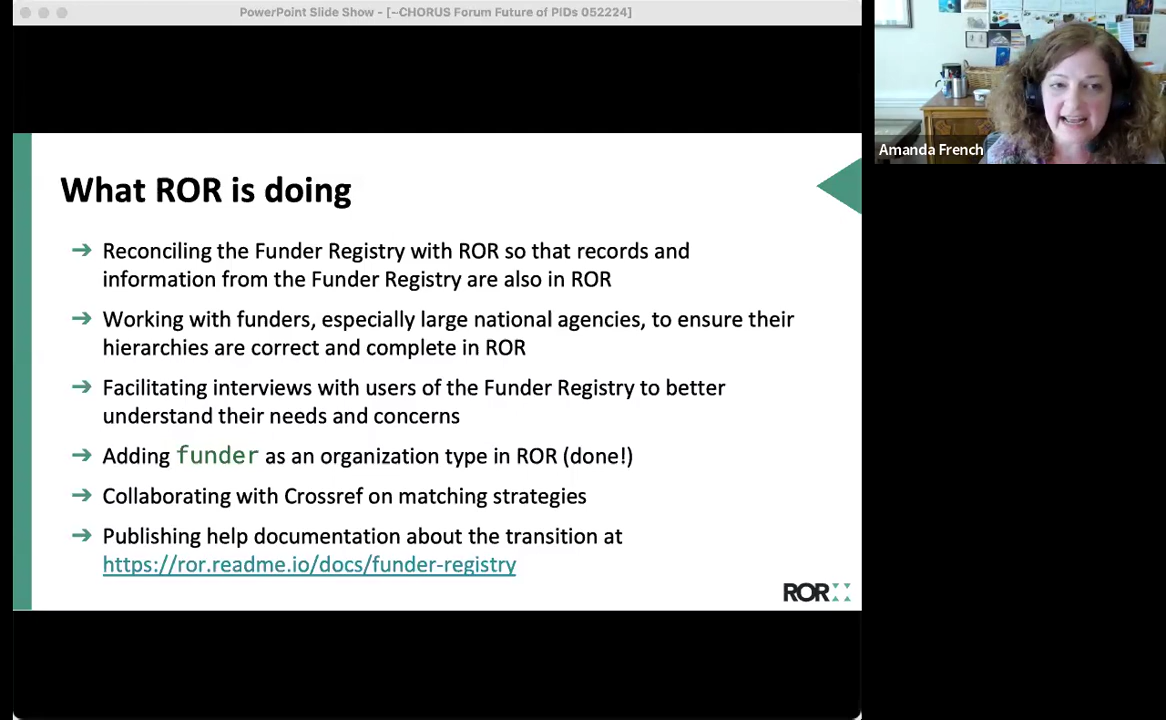 PowerPoint Slide Show - [~CHORUS Forum Future of PIDs 052224]
Amanda French
What ROR is doing
➔ Reconciling the Funder Registry with ROR so that records and
information from the Funder Registry are also in ROR
➔ Working with funders, especially large national agencies, to ensure their
hierarchies are correct and complete in ROR
➔ Facilitating interviews with users of the Funder Registry to better
understand their needs and concerns
➔ Adding funder as an organization type in ROR (done!)
➔ Collaborating with Crossref on matching strategies
➔ Publishing help documentation about the transition at
https://ror.readme.io/docs/funder-registry
ROR